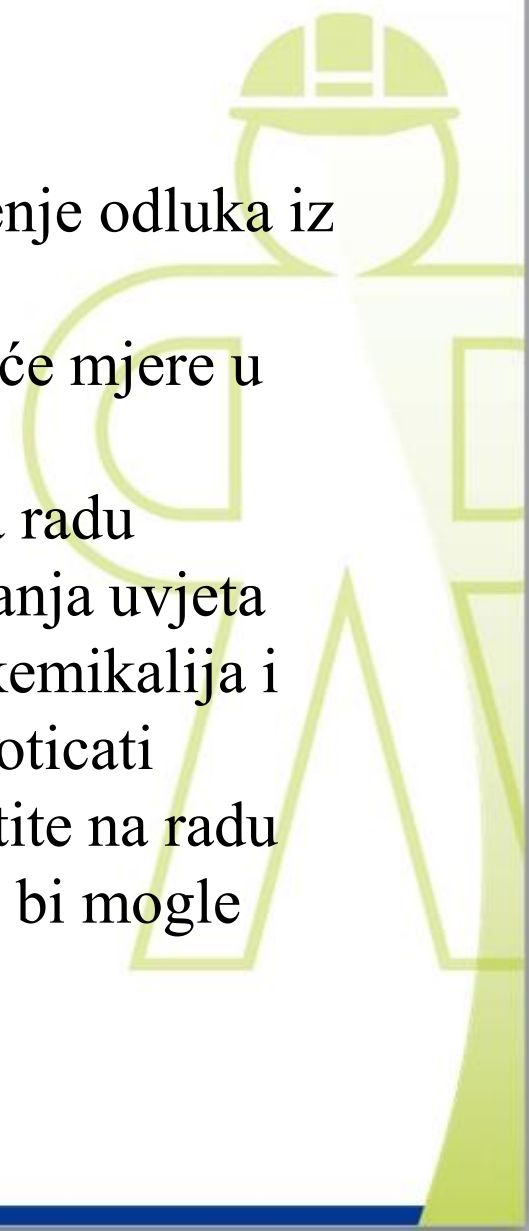 enje odluka iz
će mjere u
a radu
anja uvjeta
kemikalija i
oticati
tite na radu
bi mogle